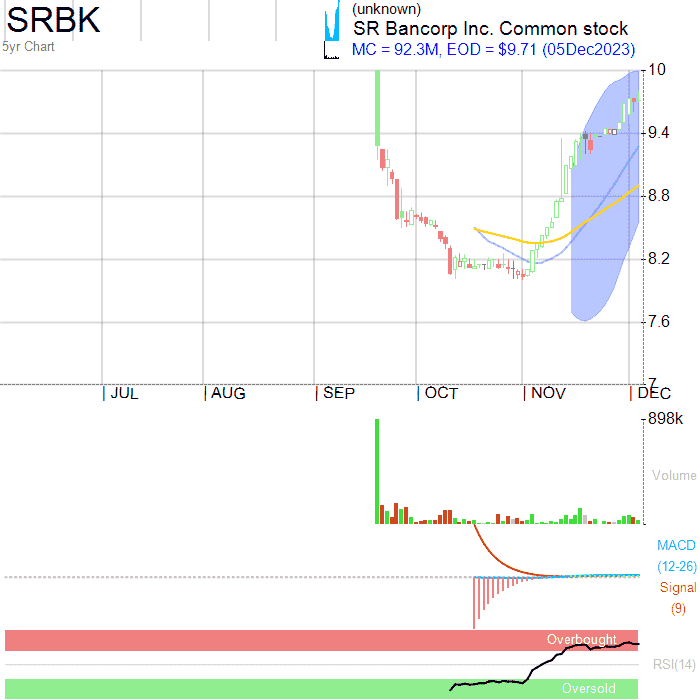 SRBK
5yr Chart
(unknown)
SR Bancorp Inc. Common stock
MC = 92.3M, EOD = $9.71 (05Dec2023)
10
9.4
8.8
8.2
7.6
7
JUL AUG SEP OCT NOV DEC
898k
Volume
MACD
(12-26)
Signal
(9)
Overbought
RSI(14)
Oversold